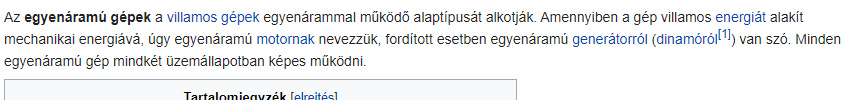 Az egyenáramú gépek a villamos gépek egyenárammal működő alaptípusát alkotják. Amennyiben a gép villamos energiát alakít
mechanikai energiává, úgy egyenáramú motornak nevezzük, fordított esetben egyenáramú generátorról (dinamóról[1]) van szó. Minden
egyenáramú gép mindkét üzemállapotban képes működni.
Tartalomjegyzék [elrejtés]